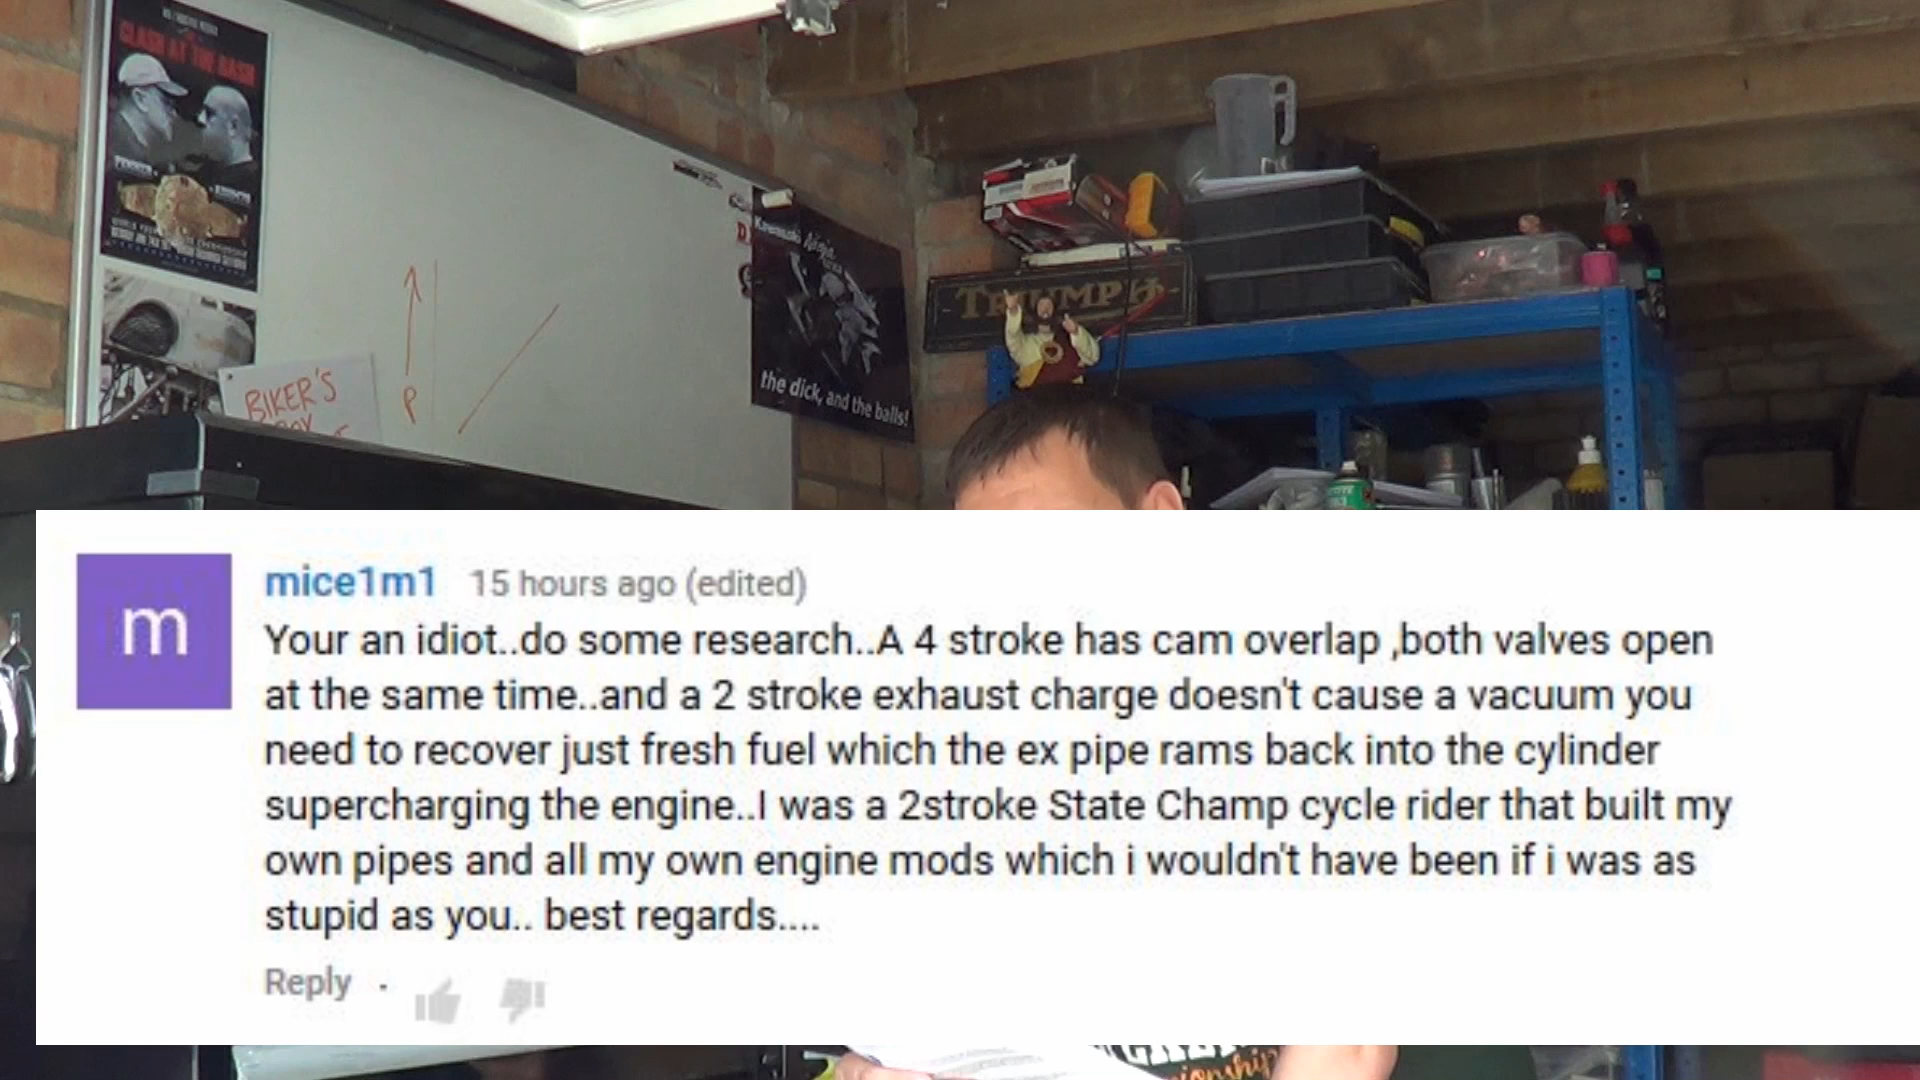 CLASH AT THE BASH
BIKER'S
P
Kawasaki Ninja
the dick, and the balls!
TRIUMPH
mice1m1 15 hours ago (edited)
Your an idiot..do some research..A 4 stroke has cam overlap ,both valves open
at the same time..and a 2 stroke exhaust charge doesn't cause a vacuum you
need to recover just fresh fuel which the ex pipe rams back into the cylinder
supercharging the engine..I was a 2stroke State Champ cycle rider that built my
own pipes and all my own engine mods which i wouldn't have been if i was as
stupid as you.. best regards....
Reply
m